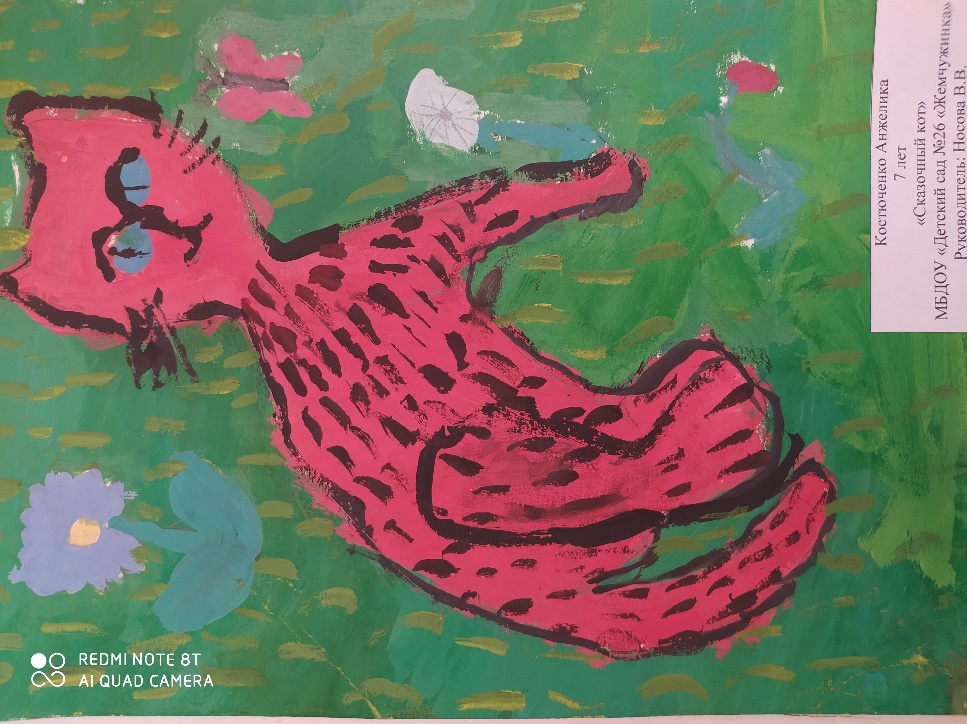 Костюченко Анжелика
7 лет
«Сказочный кот»
МБДОУ «Детский сад №26 «Жемчужинка»
Руководитель: Носова В.В.
REDMI NOTE 8T
AI QUAD CAMERA